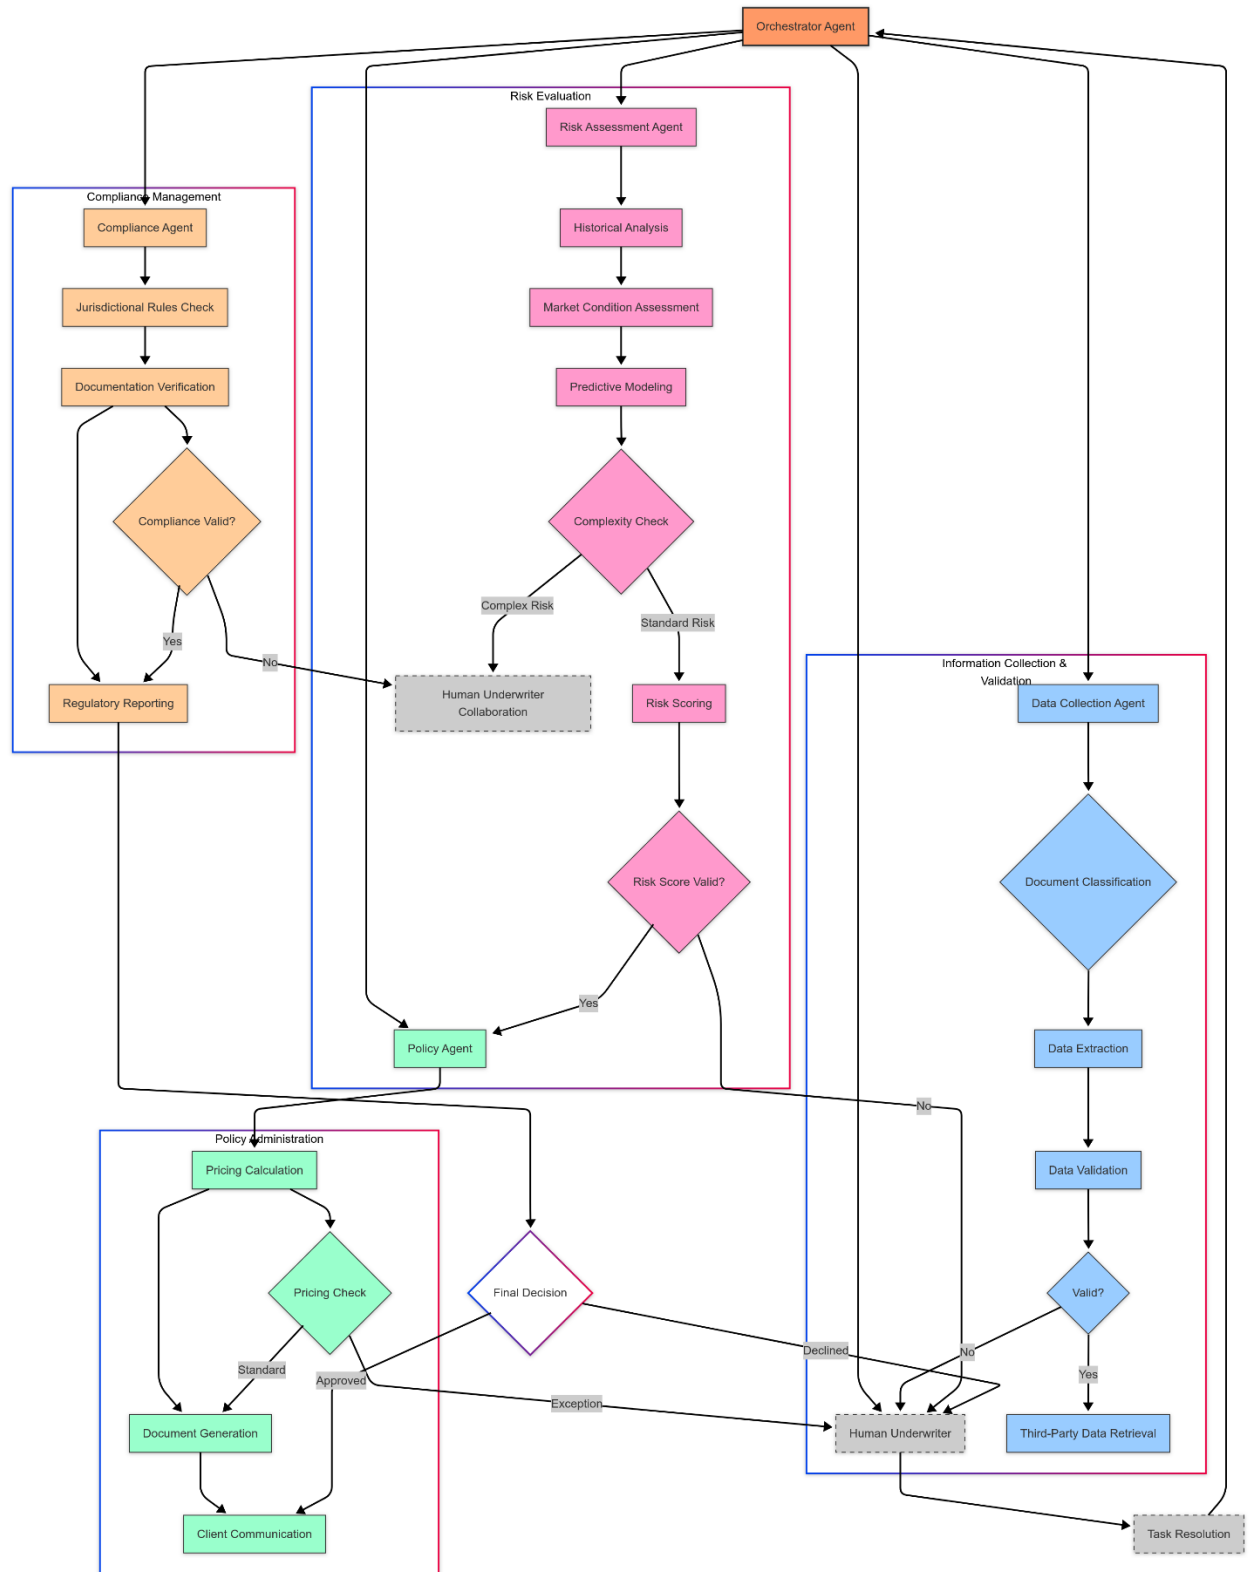 Orchestrator Agent
Risk Evaluation
Risk Assessment Agent
Compliance Management
Compliance Agent
Historical Analysis
Jurisdictional Rules Check
Market Condition Assessment
Documentation Verification
Predictive Modeling
Compliance Valid?
Complexity Check
Complex Risk
Standard Risk
Yes
No
Information Collection &
Validation
Regulatory Reporting
Human Underwriter
Collaboration
Risk Scoring
Data Collection Agent
Risk Score Valid?
Document Classification
Yes
Policy Agent
Data Extraction
No
Policy Administration
Pricing Calculation
Data Validation
Pricing Check
Final Decision
Valid?
Standard
Approved
Declined
No
Yes
Exception
Document Generation
Human Underwriter
Third-Party Data Retrieval
Client Communication
Task Resolution